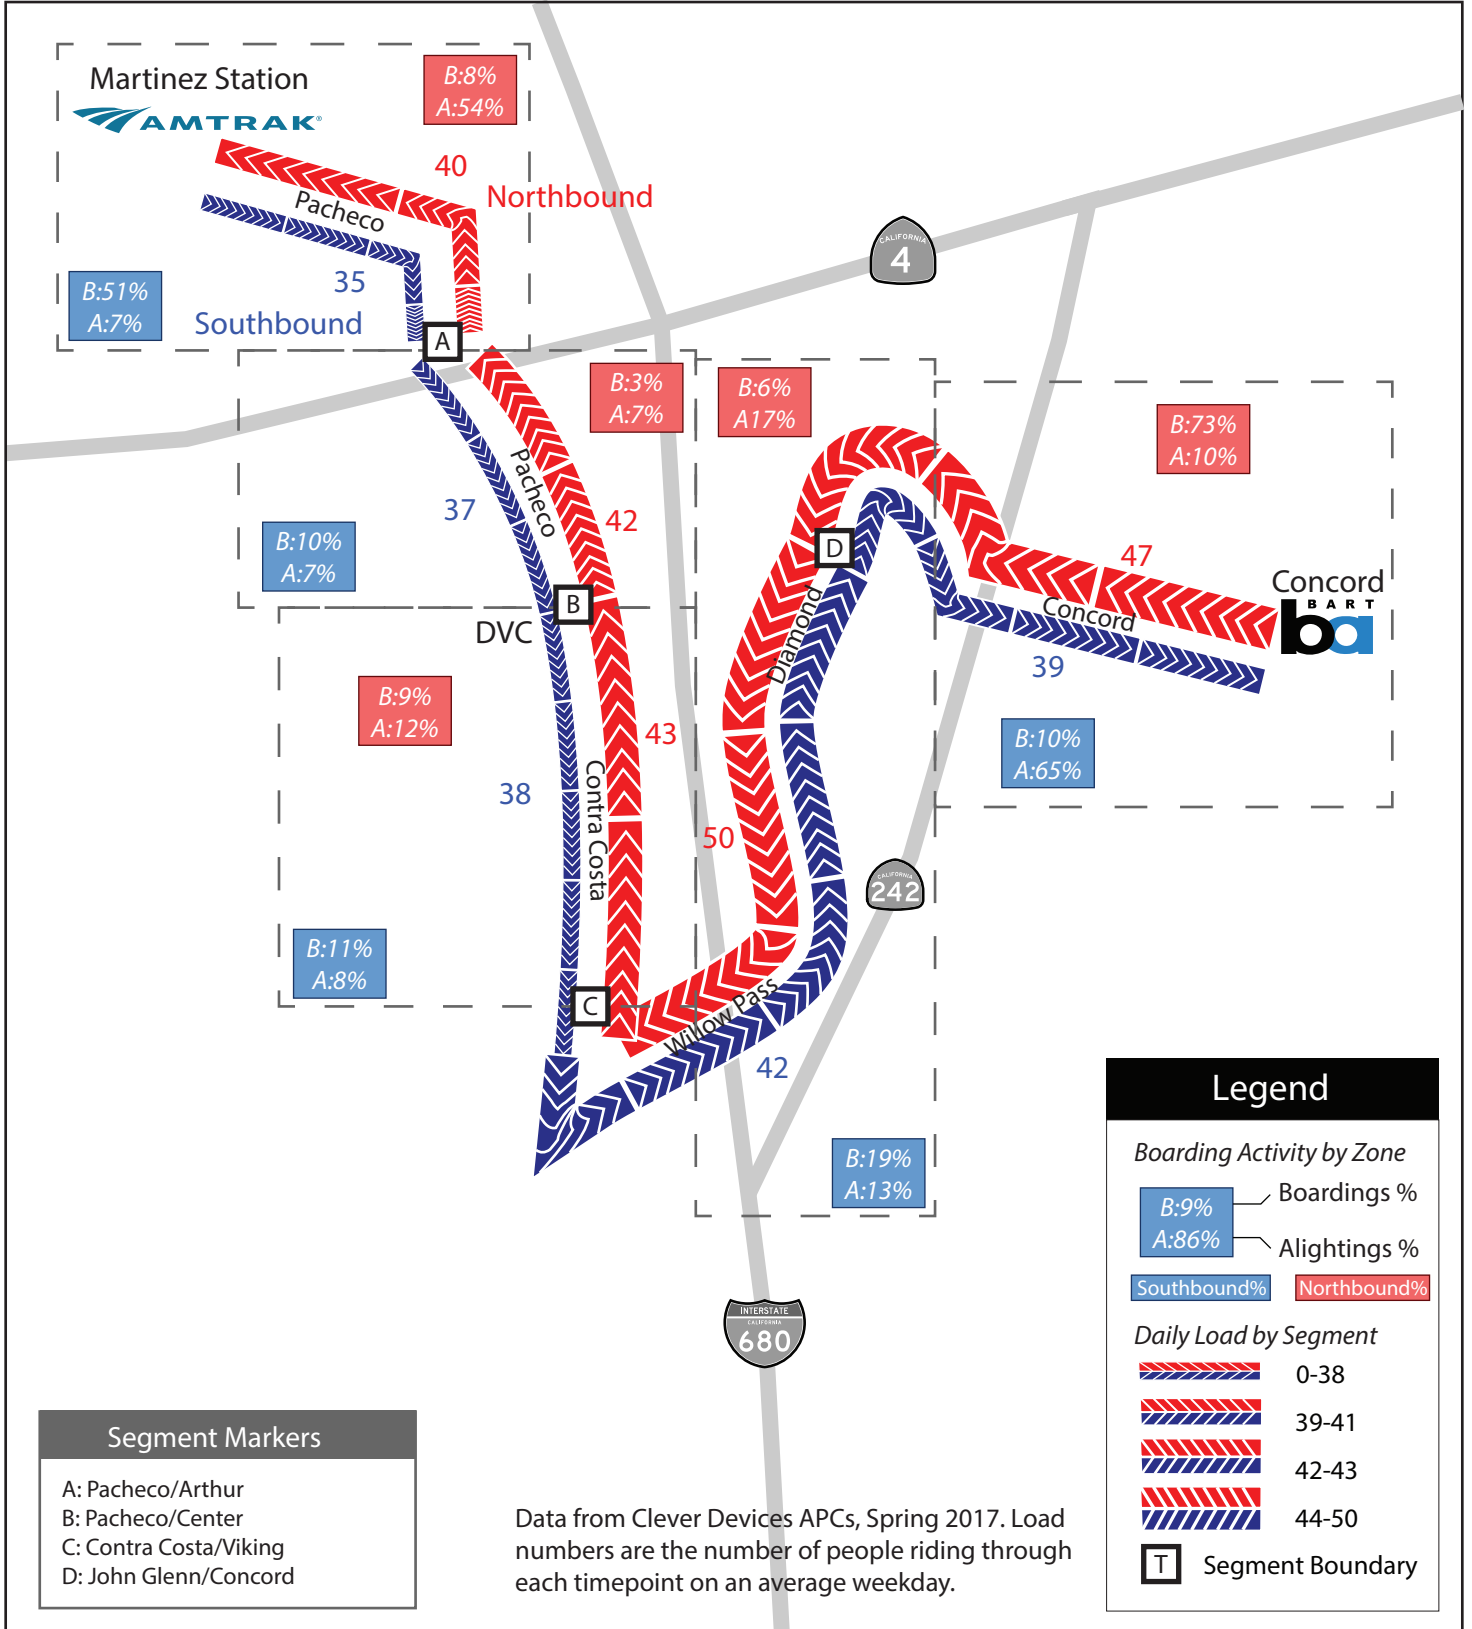 Martinez Station
AMTRAK
B:8%
A:54%
40
Northbound
Pacheco
35
B:51%
A:7%
Southbound
A
CALIFORNIA
4
B:3%
A:7%
B:6%
A17%
B:73%
A:10%
Pacheco
37
42
B:10%
A:7%
B
DVC
D
47
Concord
BART
ba
Concord
39
Diamond
B:9%
A:12%
43
38
Contra Costa
50
B:10%
A:65%
CALIFORNIA
242
B:11%
A:8%
C
Willow Pass
42
B:19%
A:13%
INTERSTATE
CALIFORNIA
680
Legend
Boarding Activity by Zone
B:9%
A:86%
Boardings %
Alightings %
Southbound%
Northbound%
Daily Load by Segment
0-38
39-41
42-43
44-50
T
Segment Boundary
Segment Markers
A: Pacheco/Arthur
B: Pacheco/Center
C: Contra Costa/Viking
D: John Glenn/Concord
Data from Clever Devices APCs, Spring 2017. Load
numbers are the number of people riding through
each timepoint on an average weekday.